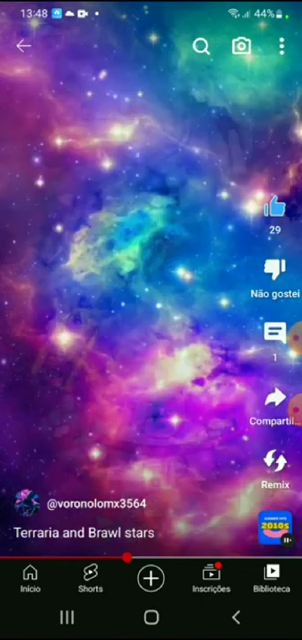 13:48
44%
29
Não gostei
1
Compartil...
Remix
@voronolomx3564
Terraria and Brawl stars
2010s
Início
Shorts
Inscrições
Biblioteca